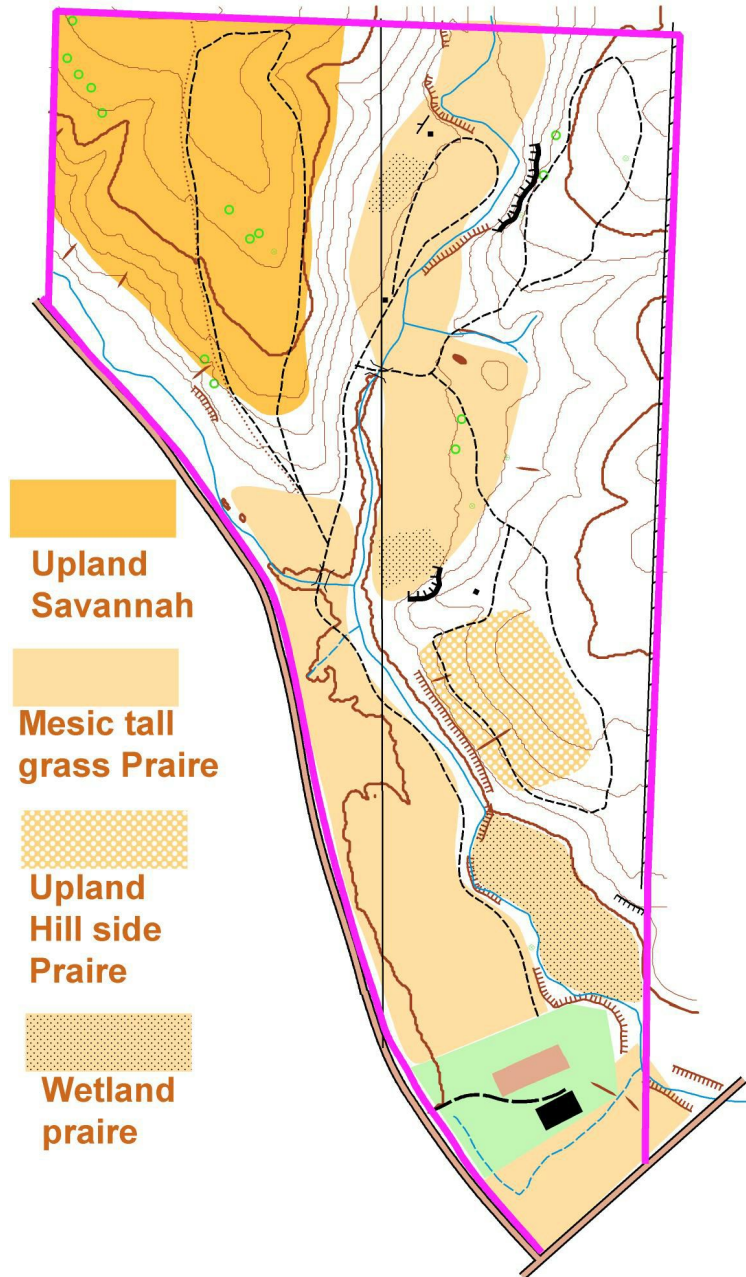 Upland
Savannah
Mesic tall
grass Praire
Upland
Hill side
Praire
Wetland
praire